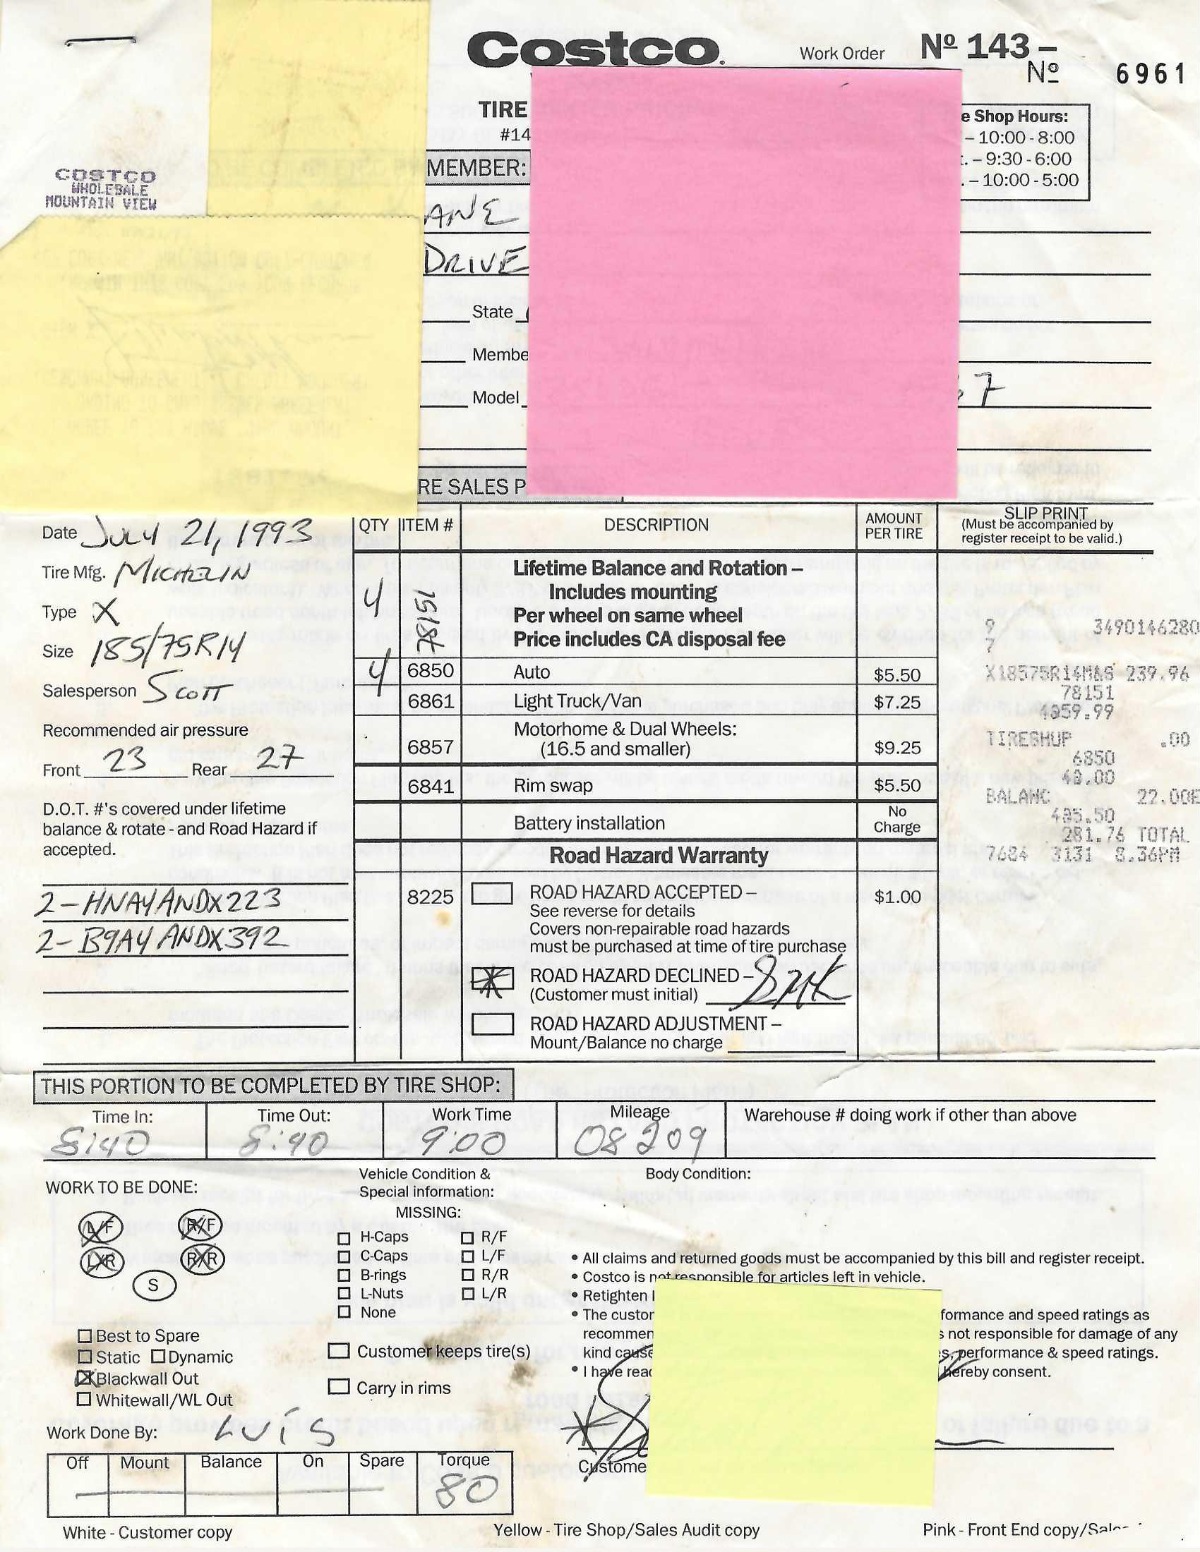 Costco
Work Order Nº 143 –
Nº 6961
TIRE
#14
e Shop Hours:
– 10:00 - 8:00
. – 9:30 - 6:00
. – 10:00 - 5:00
COSTCO
WHOLESALE
MOUNTAIN VIEW
MEMBER:
ANE
DRIVE
State
Membe
Model
7
RE SALES P
Date JULY 21, 1993
Tire Mfg. MICHELIN
Type X
Size 185/75R14
Salesperson SCOTT
Recommended air pressure
Front 23 Rear 27
D.O.T. #'s covered under lifetime
balance & rotate - and Road Hazard if
accepted.
2-HNAYANDX223
2-B9AYANDX392
QTY ITEM # DESCRIPTION AMOUNT PER TIRE
4 78151 Lifetime Balance and Rotation –
Includes mounting
Per wheel on same wheel
Price includes CA disposal fee
4 6850 Auto $5.50
6861 Light Truck/Van $7.25
6857 Motorhome & Dual Wheels:
(16.5 and smaller) $9.25
6841 Rim swap $5.50
Battery installation No Charge
Road Hazard Warranty
8225 ROAD HAZARD ACCEPTED – $1.00
See reverse for details
Covers non-repairable road hazards
must be purchased at time of tire purchase
ROAD HAZARD DECLINED –
(Customer must initial)
ROAD HAZARD ADJUSTMENT –
Mount/Balance no charge
SLIP PRINT
(Must be accompanied by
register receipt to be valid.)
9 3490146280
7
X18575R14M&S 239.96
78151
4@59.99
TIRESHUP .00
6850
4@.00
BALANC 22.00E
4@5.50
281.76 TOTAL
7684 3131 8.36PM
THIS PORTION TO BE COMPLETED BY TIRE SHOP:
Time In: Time Out: Work Time Mileage Warehouse # doing work if other than above
8:40 8:40 9:00 08209
WORK TO BE DONE:
L/F R/F
L/R R/R
S
Best to Spare
Static Dynamic
Blackwall Out
Whitewall/WL Out
Vehicle Condition &
Special information:
MISSING:
H-Caps R/F
C-Caps L/F
B-rings R/R
L-Nuts L/R
None
Customer keeps tire(s)
Carry in rims
Body Condition:
• All claims and returned goods must be accompanied by this bill and register receipt.
• Costco is not responsible for articles left in vehicle.
• Retighten
• The custor formance and speed ratings as
recommen s not responsible for damage of any
kind cause s, performance & speed ratings.
• I have reac hereby consent.
Custome
Work Done By: LUIS
Off Mount Balance On Spare Torque
80
White - Customer copy
Yellow - Tire Shop/Sales Audit copy
Pink - Front End copy/Sales